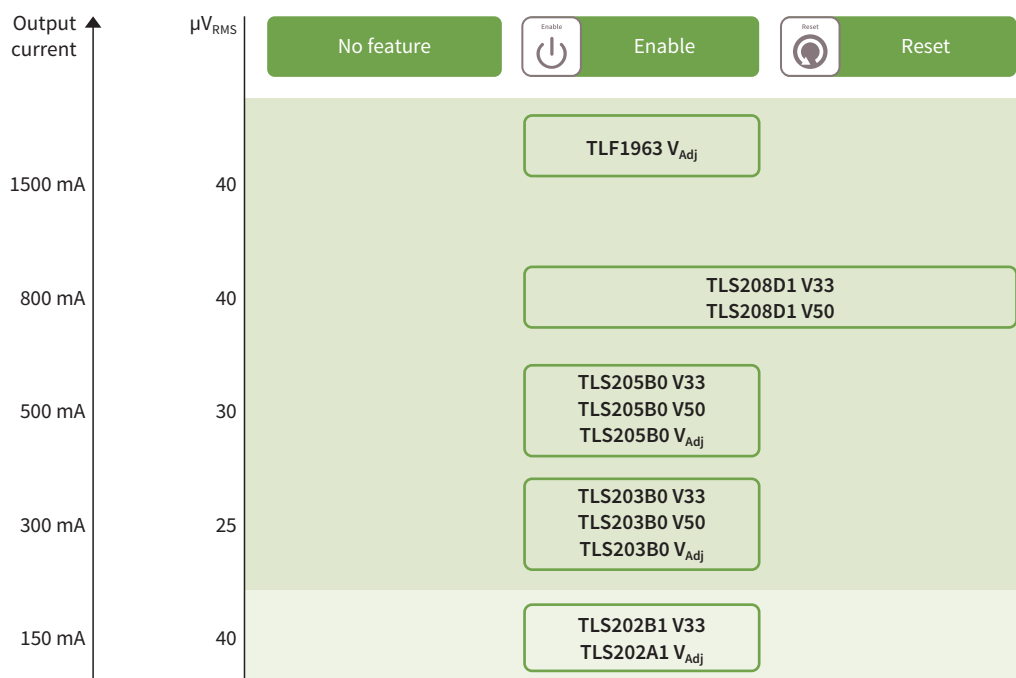 Output current
µVRMS
No feature
Enable
Enable
Reset
Reset
TLF1963 VAdj
1500 mA
40
TLS208D1 V33
800 mA
40
TLS208D1 V50
TLS205B0 V33
500 mA
30
TLS205B0 V50
TLS205B0 VAdj
TLS203B0 V33
300 mA
25
TLS203B0 V50
TLS203B0 VAdj
TLS202B1 V33
150 mA
40
TLS202A1 VAdj